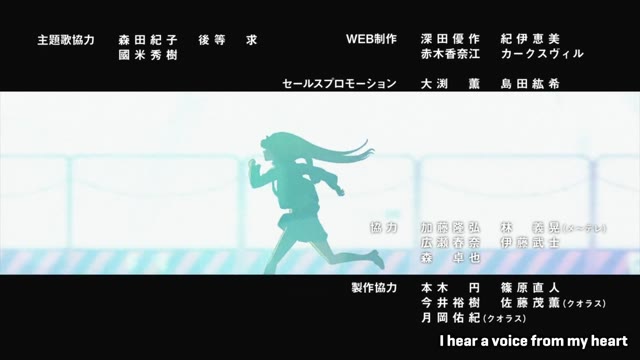 主題歌協力 森田紀子 後等 求
國米秀樹
WEB制作 深田優作 紀伊恵美
赤木香奈江 カークスヴィル
セールスプロモーション 大渕 薫 島田紘希
協力 加藤隆弘 林 義晃(メ〜テレ)
広瀬春奈 伊藤武士
森 卓也
製作協力 本木 円 篠原直人
今井裕樹 佐藤茂薫(クオラス)
月岡佑紀(クオラス)
I hear a voice from my heart